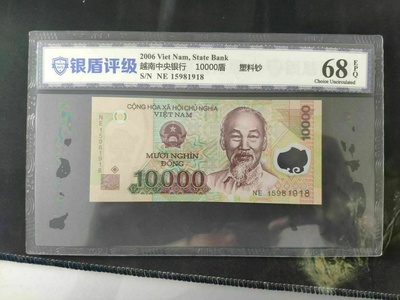 银盾评级
2006 Viet Nam, State Bank
越南中央银行 10000盾 塑料钞
S/N NE 15981918
68 EPQ
Choice Uncirculated
CỘNG HÒA XÃ HỘI CHỦ NGHĨA
VIỆT NAM
NE 15981918
10000
MƯỜI NGHÌN
ĐỒNG
10000
NE 15981918